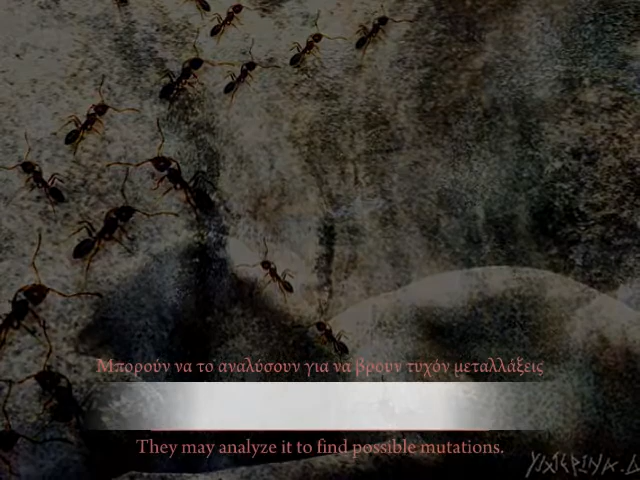 Μπορούν να το αναλύσουν για να βρουν τυχόν μεταλλάξεις
They may analyze it to find possible mutations.